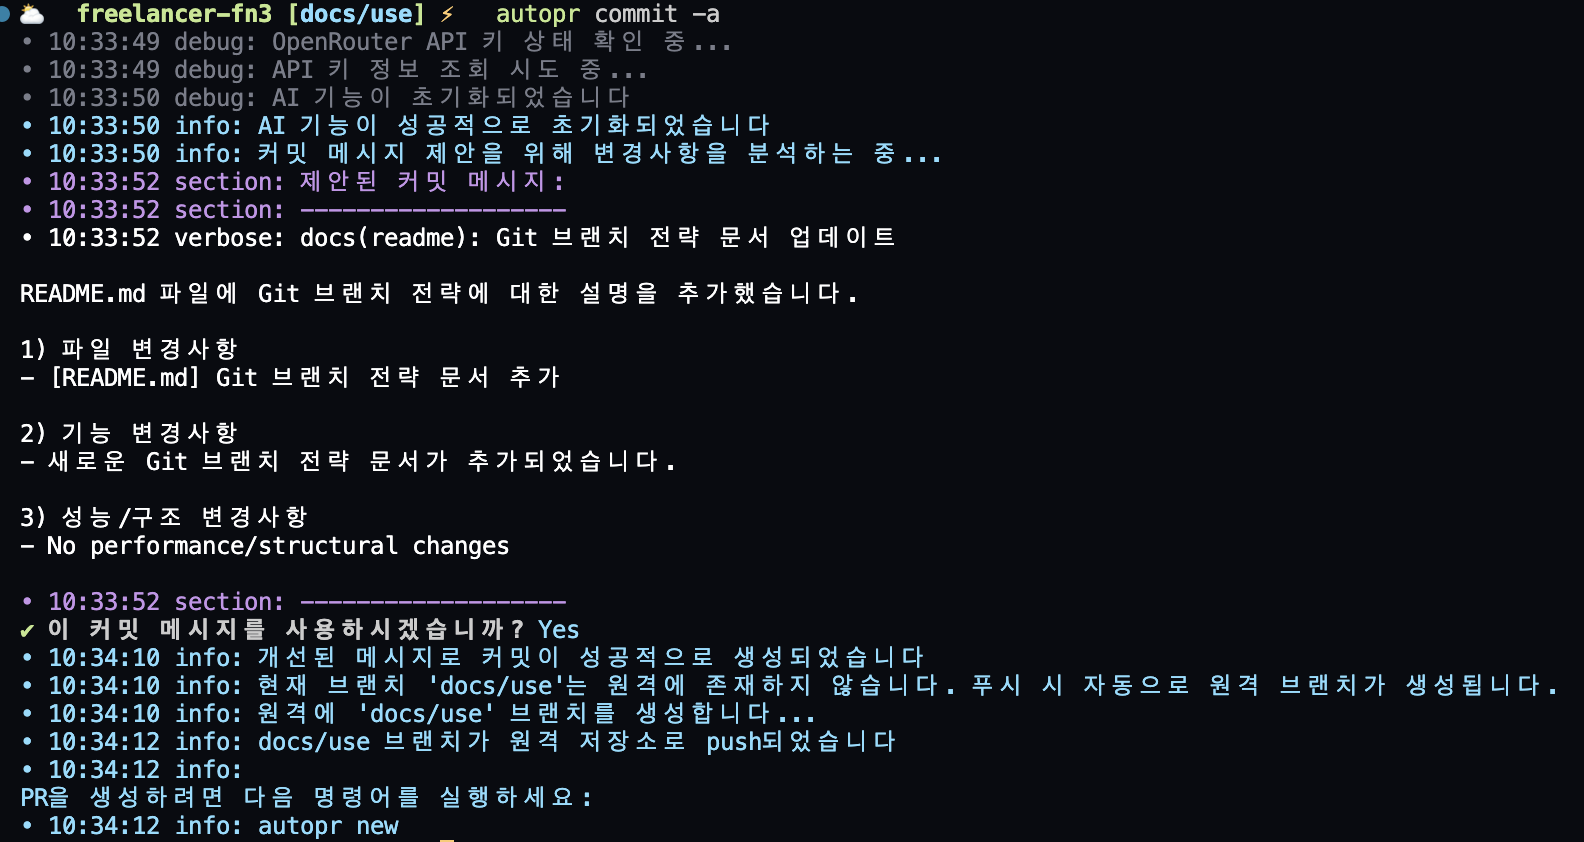 freelancer-fn3 [docs/use] ⚡ autopr commit -a
• 10:33:49 debug: OpenRouter API 키 상태 확인 중...
• 10:33:49 debug: API 키 정보 조회 시도 중...
• 10:33:50 debug: AI 기능이 초기화되었습니다
• 10:33:50 info: AI 기능이 성공적으로 초기화되었습니다
• 10:33:50 info: 커밋 메시지 제안을 위해 변경사항을 분석하는 중...
• 10:33:52 section: 제안된 커밋 메시지:
• 10:33:52 section: -------------------
• 10:33:52 verbose: docs(readme): Git 브랜치 전략 문서 업데이트
README.md 파일에 Git 브랜치 전략에 대한 설명을 추가했습니다.
1) 파일 변경사항
- [README.md] Git 브랜치 전략 문서 추가
2) 기능 변경사항
- 새로운 Git 브랜치 전략 문서가 추가되었습니다.
3) 성능/구조 변경사항
- No performance/structural changes
• 10:33:52 section: -------------------
✔ 이 커밋 메시지를 사용하시겠습니까? Yes
• 10:34:10 info: 개선된 메시지로 커밋이 성공적으로 생성되었습니다
• 10:34:10 info: 현재 브랜치 'docs/use'는 원격에 존재하지 않습니다. 푸시 시 자동으로 원격 브랜치가 생성됩니다.
• 10:34:10 info: 원격에 'docs/use' 브랜치를 생성합니다...
• 10:34:12 info: docs/use 브랜치가 원격 저장소로 push되었습니다
• 10:34:12 info:
PR을 생성하려면 다음 명령어를 실행하세요:
• 10:34:12 info: autopr new